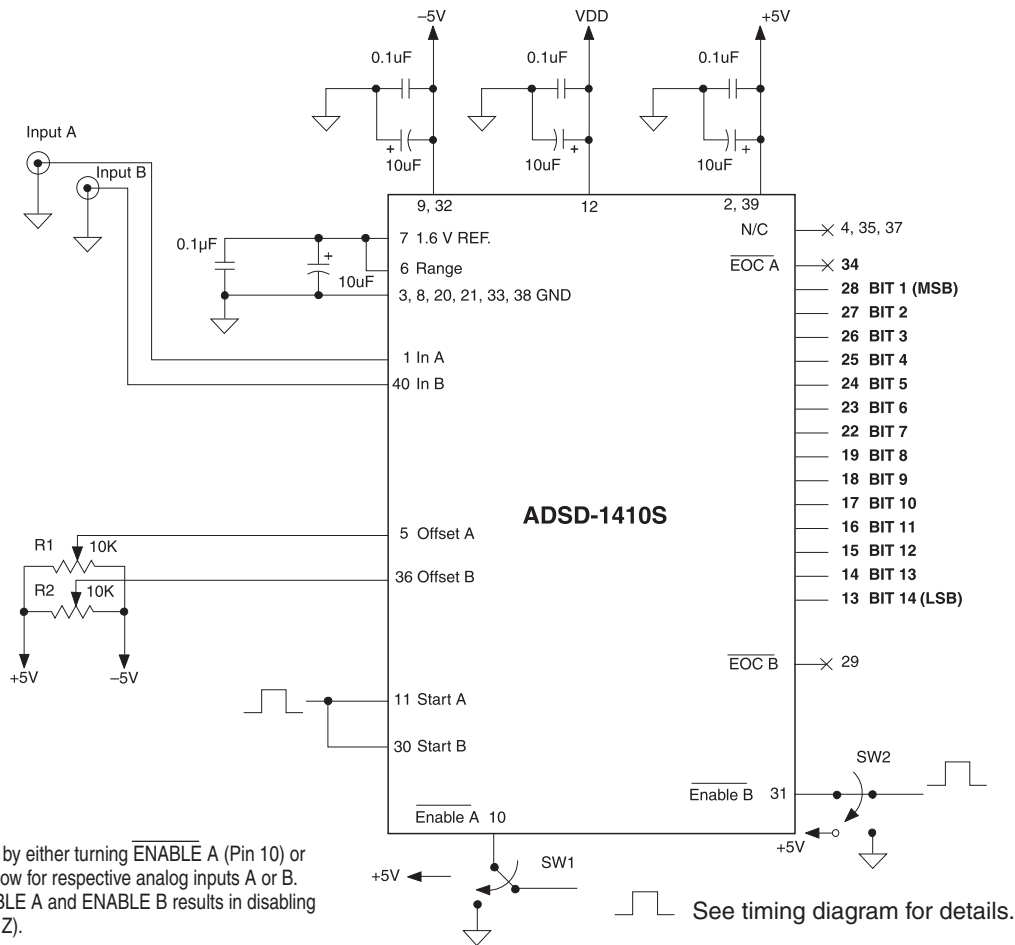 –5V
VDD
+5V
0.1uF
0.1uF
0.1uF
+
10uF
10uF
+
10uF
+
Input A
Input B
9, 32
12
2, 39
0.1µF
+
10uF
7 1.6 V REF.
6 Range
3, 8, 20, 21, 33, 38 GND
1 In A
40 In B
N/C
4, 35, 37
EOC A
34
28 BIT 1 (MSB)
27 BIT 2
26 BIT 3
25 BIT 4
24 BIT 5
23 BIT 6
22 BIT 7
19 BIT 8
18 BIT 9
17 BIT 10
16 BIT 11
15 BIT 12
14 BIT 13
13 BIT 14 (LSB)
ADSD-1410S
R1
10K
5 Offset A
R2
10K
36 Offset B
+5V
–5V
EOC B
29
11 Start A
30 Start B
SW2
Enable B 31
+5V
Enable A 10
SW1
+5V
by either turning ENABLE A (Pin 10) or
ow for respective analog inputs A or B.
BLE A and ENABLE B results in disabling
Z).
See timing diagram for details.